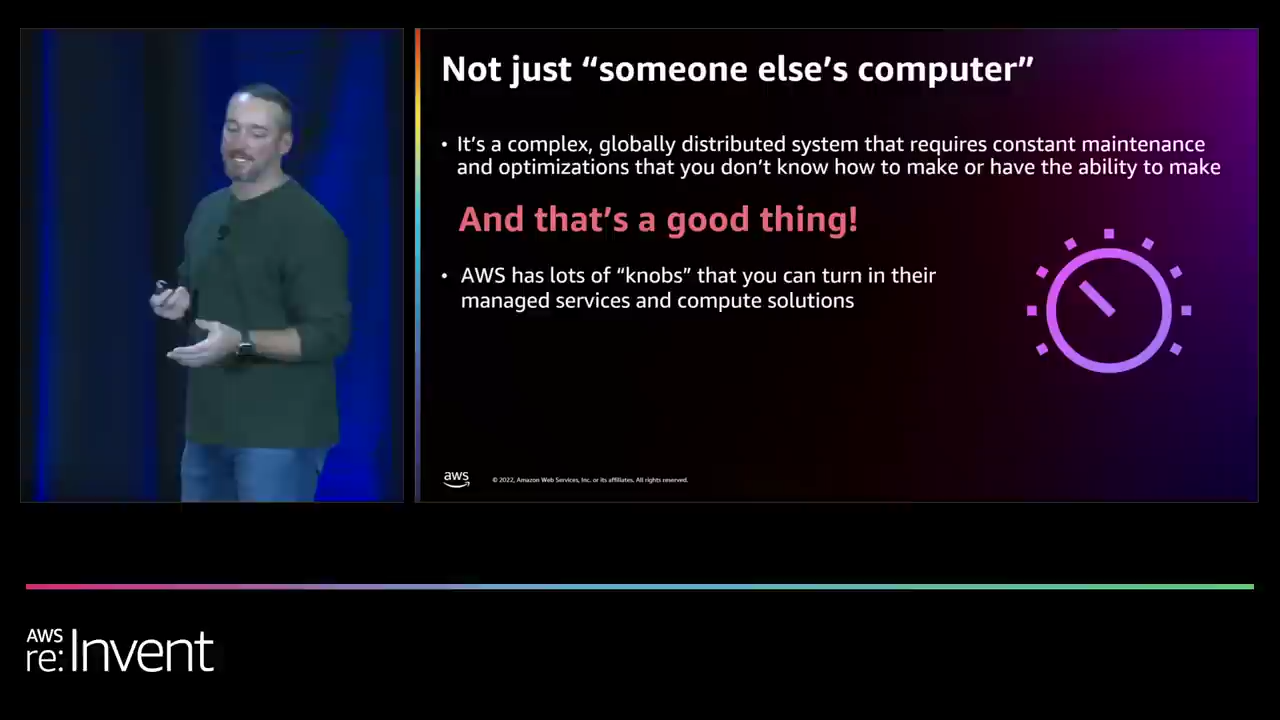 Not just “someone else’s computer”
• It’s a complex, globally distributed system that requires constant maintenance
and optimizations that you don’t know how to make or have the ability to make
And that’s a good thing!
• AWS has lots of “knobs” that you can turn in their
managed services and compute solutions
aws
© 2022, Amazon Web Services, Inc. or its affiliates. All rights reserved.
AWS
re:Invent